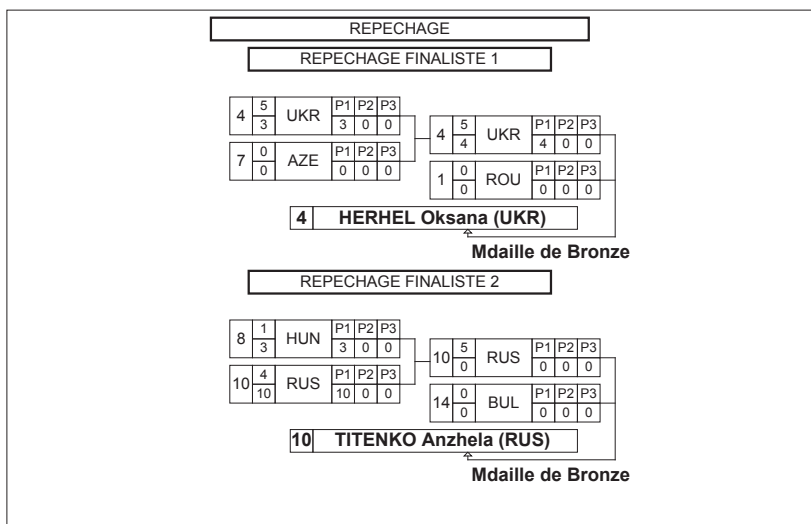 REPECHAGE
REPECHAGE FINALISTE 1
4 5 3 UKR P1 P2 P3 3 0 0
7 0 0 AZE P1 P2 P3 0 0 0
4 5 4 UKR P1 P2 P3 4 0 0
1 0 0 ROU P1 P2 P3 0 0 0
4 HERHEL Oksana (UKR)
Mdaille de Bronze
REPECHAGE FINALISTE 2
8 1 3 HUN P1 P2 P3 3 0 0
10 4 10 RUS P1 P2 P3 10 0 0
10 5 0 RUS P1 P2 P3 0 0 0
14 0 0 BUL P1 P2 P3 0 0 0
10 TITENKO Anzhela (RUS)
Mdaille de Bronze